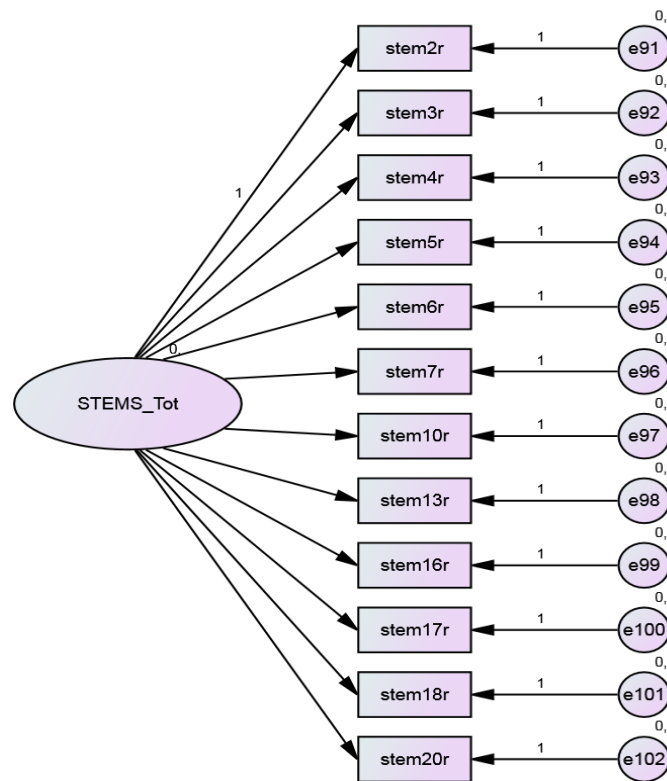 0,
stem2r 1 e91
0,
stem3r 1 e92
0,
stem4r 1 e93
1
0,
stem5r 1 e94
0,
stem6r 1 e95
0,
0,
stem7r 1 e96
STEMS_Tot
0,
stem10r 1 e97
0,
stem13r 1 e98
0,
stem16r 1 e99
0,
stem17r 1 e100
0,
stem18r 1 e101
0,
stem20r 1 e102